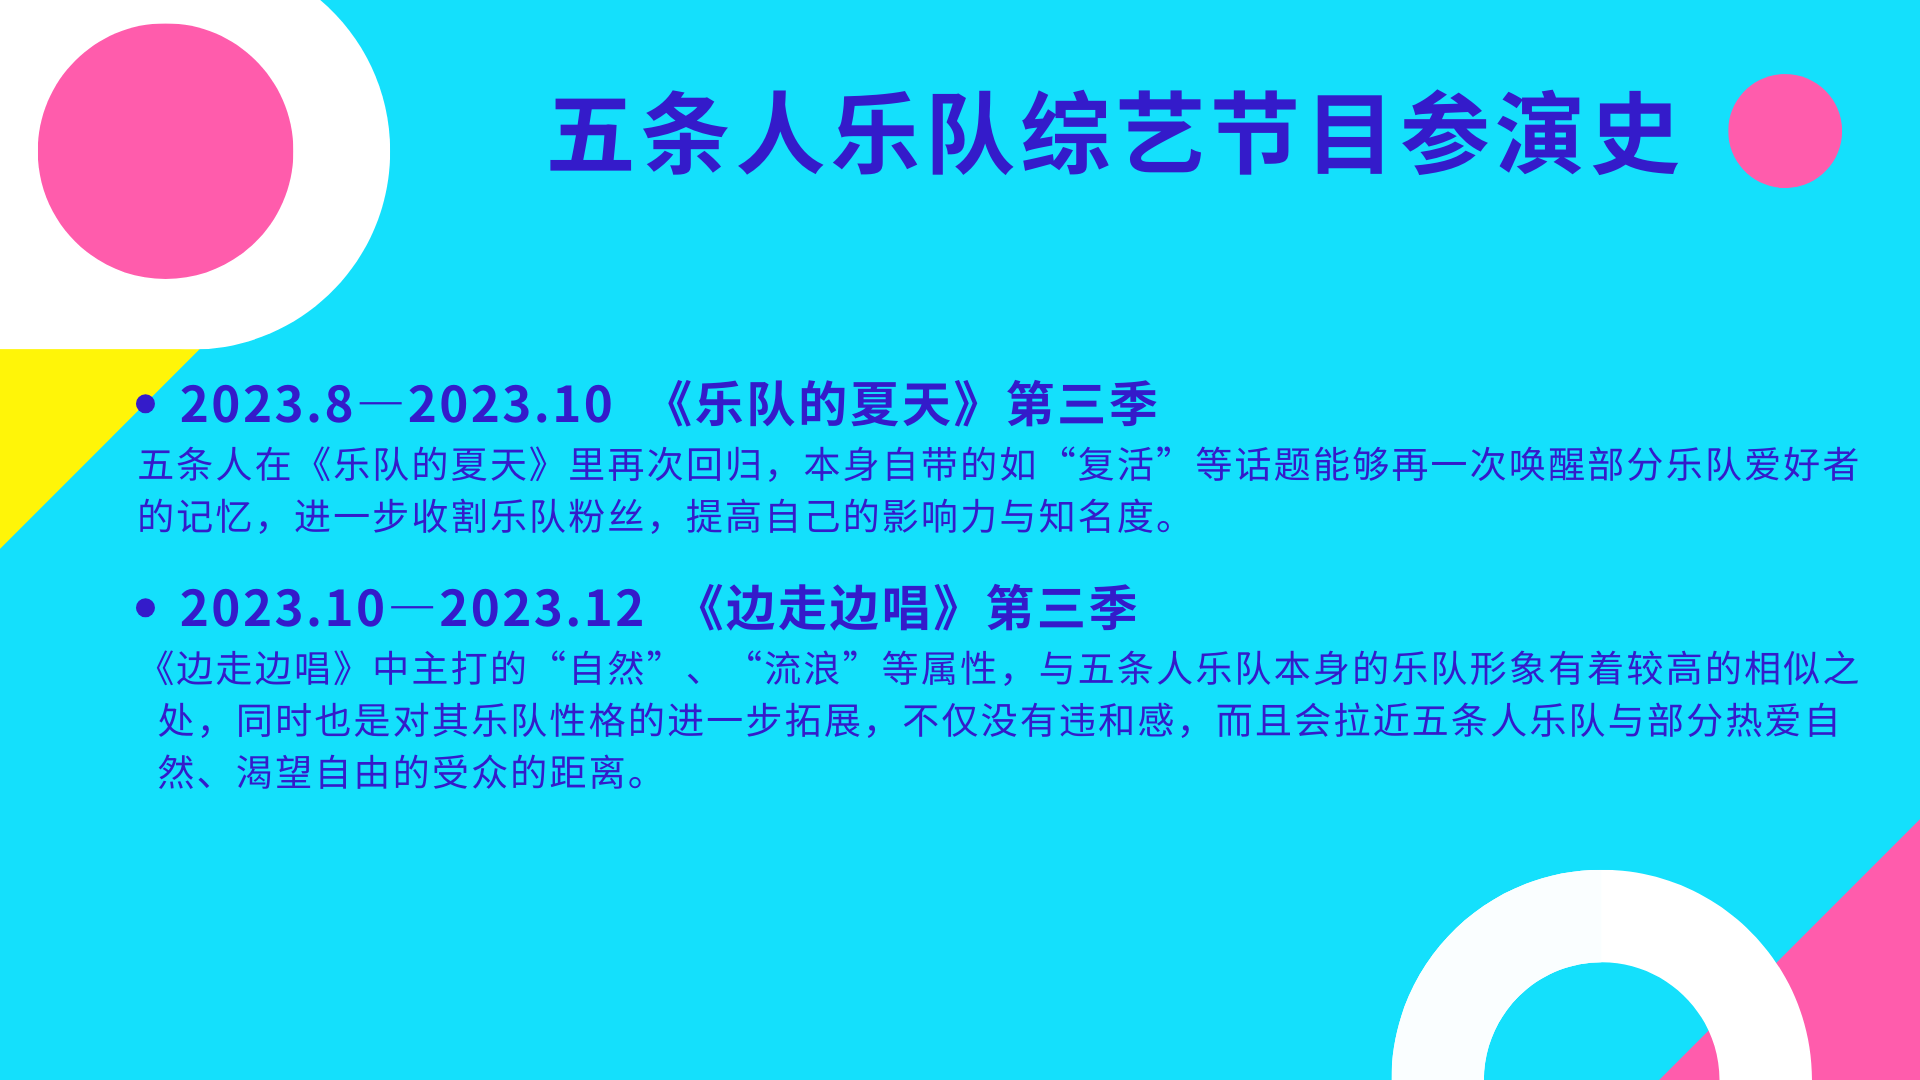 五条人乐队综艺节目参演史
• 2023.8—2023.10 《乐队的夏天》第三季
五条人在《乐队的夏天》里再次回归，本身自带的如“复活”等话题能够再一次唤醒部分乐队爱好者
的记忆，进一步收割乐队粉丝，提高自己的影响力与知名度。
• 2023.10—2023.12 《边走边唱》第三季
《边走边唱》中主打的“自然”、“流浪”等属性，与五条人乐队本身的乐队形象有着较高的相似之
处，同时也是对其乐队性格的进一步拓展，不仅没有违和感，而且会拉近五条人乐队与部分热爱自
然、渴望自由的受众的距离。